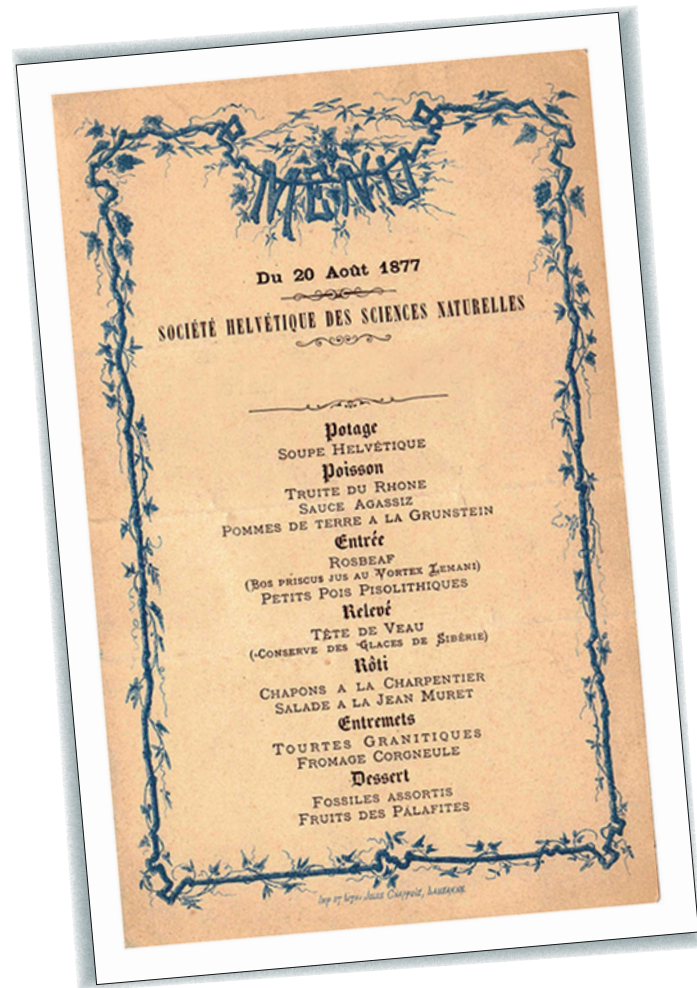 MENU
Du 20 Août 1877
SOCIÉTÉ HELVÉTIQUE DES SCIENCES NATURELLES
Potage
SOUPE HELVÉTIQUE
Poisson
TRUITE DU RHONE
SAUCE AGASSIZ
POMMES DE TERRE A LA GRUNSTEIN
Entrée
ROSBEAF
(BOS PRISCUS JUS AU VORTEX LEMANI)
PETITS POIS PISOLITHIQUES
Relevé
TÊTE DE VEAU
(CONSERVE DES GLACES DE SIBÉRIE)
Rôti
CHAPONS A LA CHARPENTIER
SALADE A LA JEAN MURET
Entremets
TOURTES GRANITIQUES
FROMAGE CORGNEULE
Dessert
FOSSILES ASSORTIS
FRUITS DES PALAFITES
Jules Chappuis, LAUSANNE